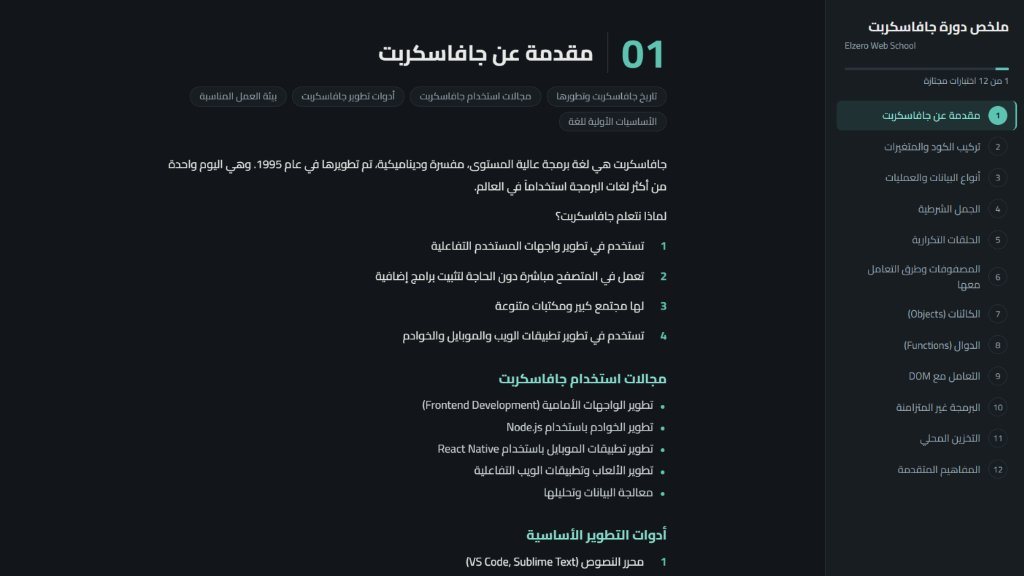 ملخص دورة جافاسكربت
Elzero Web School
1 من 12 اختبارات مجتازة
1 مقدمة عن جافاسكربت
2 تركيب الكود والمتغيرات
3 أنواع البيانات والعمليات
4 الجمل الشرطية
5 الحلقات التكرارية
6 المصفوفات وطرق التعامل
معها
7 الكائنات (Objects)
8 الدوال (Functions)
9 التعامل مع DOM
10 البرمجة غير المتزامنة
11 التخزين المحلي
12 المفاهيم المتقدمة
01 مقدمة عن جافاسكربت
تاريخ جافاسكربت وتطورها مجالات استخدام جافاسكربت أدوات تطوير جافاسكربت بيئة العمل المناسبة
الأساسيات الأولية للغة
جافاسكربت هي لغة برمجة عالية المستوى، مفسرة وديناميكية، تم تطويرها في عام 1995. وهي اليوم واحدة
من أكثر لغات البرمجة استخداماً في العالم.
لماذا نتعلم جافاسكربت؟
1 تستخدم في تطوير واجهات المستخدم التفاعلية
2 تعمل في المتصفح مباشرة دون الحاجة لتثبيت برامج إضافية
3 لها مجتمع كبير ومكتبات متنوعة
4 تستخدم في تطوير تطبيقات الويب والموبايل والخوادم
مجالات استخدام جافاسكربت
• تطوير الواجهات الأمامية (Frontend Development)
• تطوير الخوادم باستخدام Node.js
• تطوير تطبيقات الموبايل باستخدام React Native
• تطوير الألعاب وتطبيقات الويب التفاعلية
• معالجة البيانات وتحليلها
أدوات التطوير الأساسية
1 محرر النصوص (VS Code, Sublime Text)